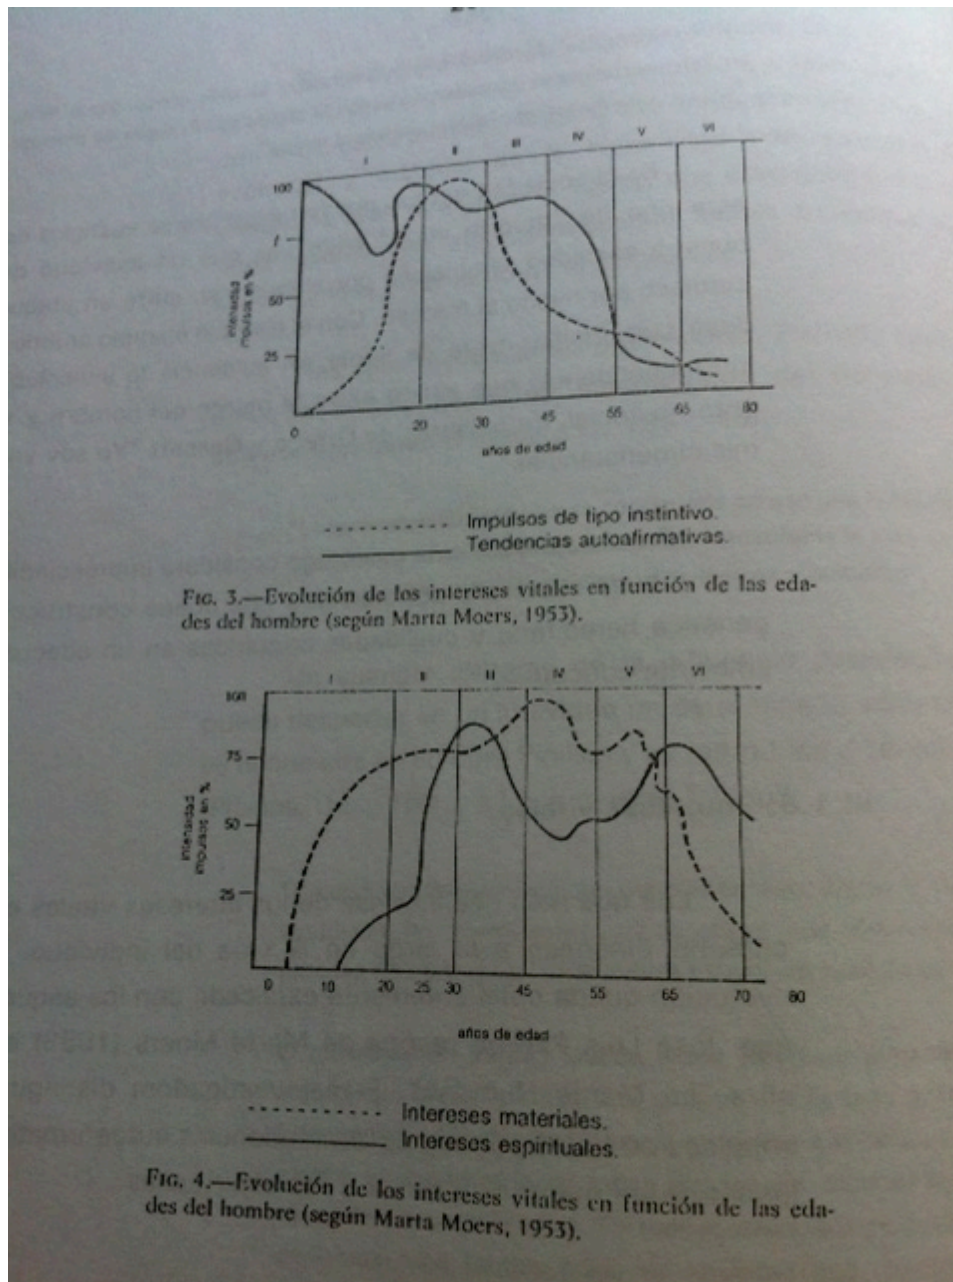 I II III IV V VI
100
50
25
intensidad
impulsos en %
0 20 30 45 55 65 80
años de edad
Impulsos de tipo instintivo.
Tendencias autoafirmativas.
FIG. 3.—Evolución de los intereses vitales en función de las eda-
des del hombre (según Marta Moers, 1953).
I II III IV V VI
100
75
50
25
intensidad
impulsos en %
0 10 20 25 30 45 55 65 70 80
años de edad
Intereses materiales.
Intereses espirituales.
FIG. 4.—Evolución de los intereses vitales en función de las eda-
des del hombre (según Marta Moers, 1953).